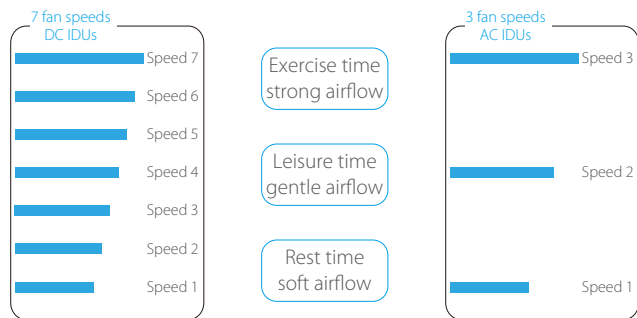 7 fan speeds
DC IDUs
Speed 7
Speed 6
Speed 5
Speed 4
Speed 3
Speed 2
Speed 1
Exercise time
strong airflow
Leisure time
gentle airflow
Rest time
soft airflow
3 fan speeds
AC IDUs
Speed 3
Speed 2
Speed 1